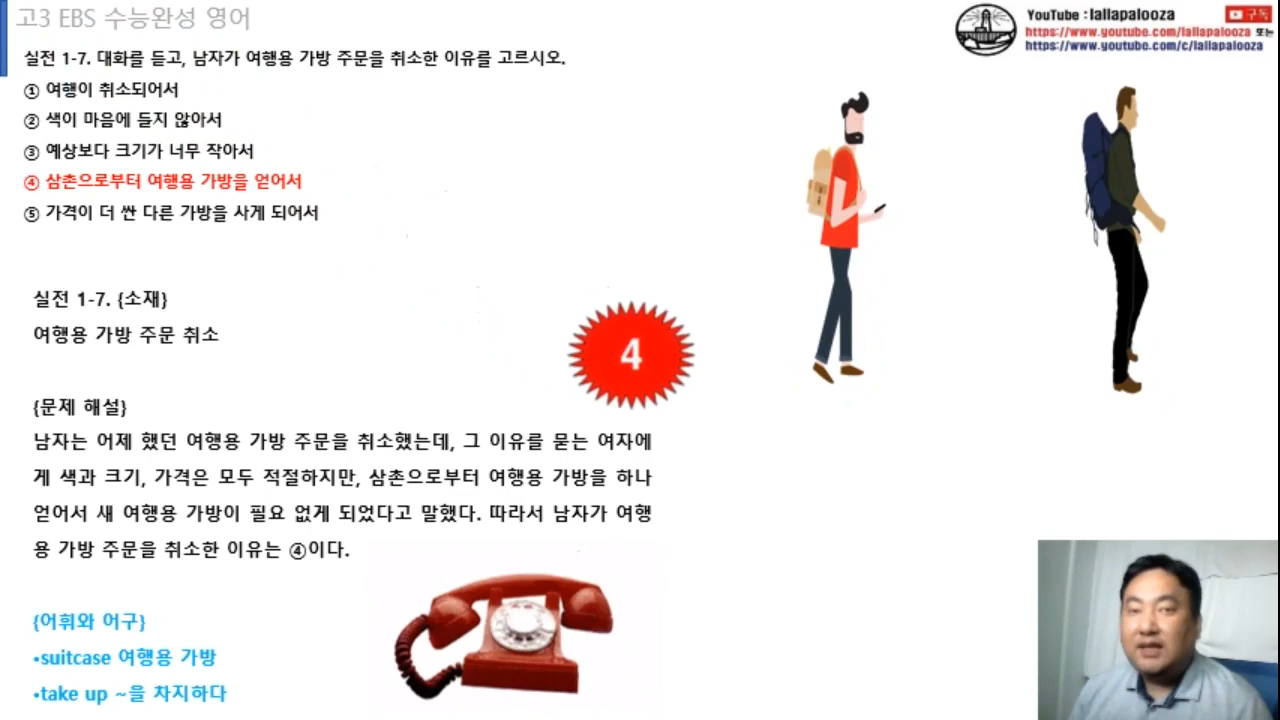 고3 EBS 수능완성 영어
YouTube : lallapalooza
구독
https://www.youtube.com/lallapalooza 또는
https://www.youtube.com/c/lallapalooza
실전 1-7. 대화를 듣고, 남자가 여행용 가방 주문을 취소한 이유를 고르시오.
① 여행이 취소되어서
② 색이 마음에 들지 않아서
③ 예상보다 크기가 너무 작아서
④ 삼촌으로부터 여행용 가방을 얻어서
⑤ 가격이 더 싼 다른 가방을 사게 되어서
실전 1-7. {소재}
여행용 가방 주문 취소
4
{문제 해설}
남자는 어제 했던 여행용 가방 주문을 취소했는데, 그 이유를 묻는 여자에
게 색과 크기, 가격은 모두 적절하지만, 삼촌으로부터 여행용 가방을 하나
얻어서 새 여행용 가방이 필요 없게 되었다고 말했다. 따라서 남자가 여행
용 가방 주문을 취소한 이유는 ④이다.
{어휘와 어구}
•suitcase 여행용 가방
•take up ~을 차지하다